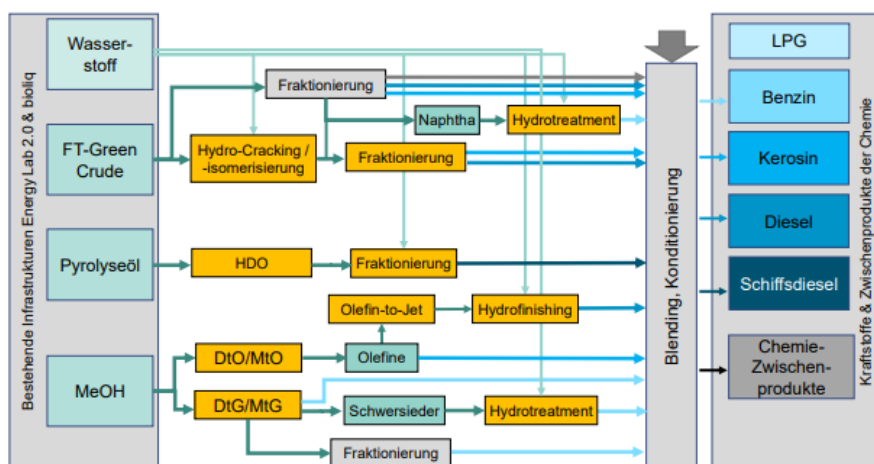 Bestehende Infrastrukturen Energy Lab 2.0 & bioliq
Wasser-
stoff
FT-Green
Crude
Pyrolyseöl
MeOH
Fraktionierung
Naphtha
Hydrotreatment
Hydro-Cracking /
-isomerisierung
Fraktionierung
HDO
Fraktionierung
Olefin-to-Jet
Hydrofinishing
DtO/MtO
Olefine
DtG/MtG
Schwersieder
Hydrotreatment
Fraktionierung
Blending, Konditionierung
LPG
Benzin
Kerosin
Diesel
Schiffsdiesel
Chemie-
Zwischen-
produkte
Kraftstoffe & Zwischenprodukte der Chemie